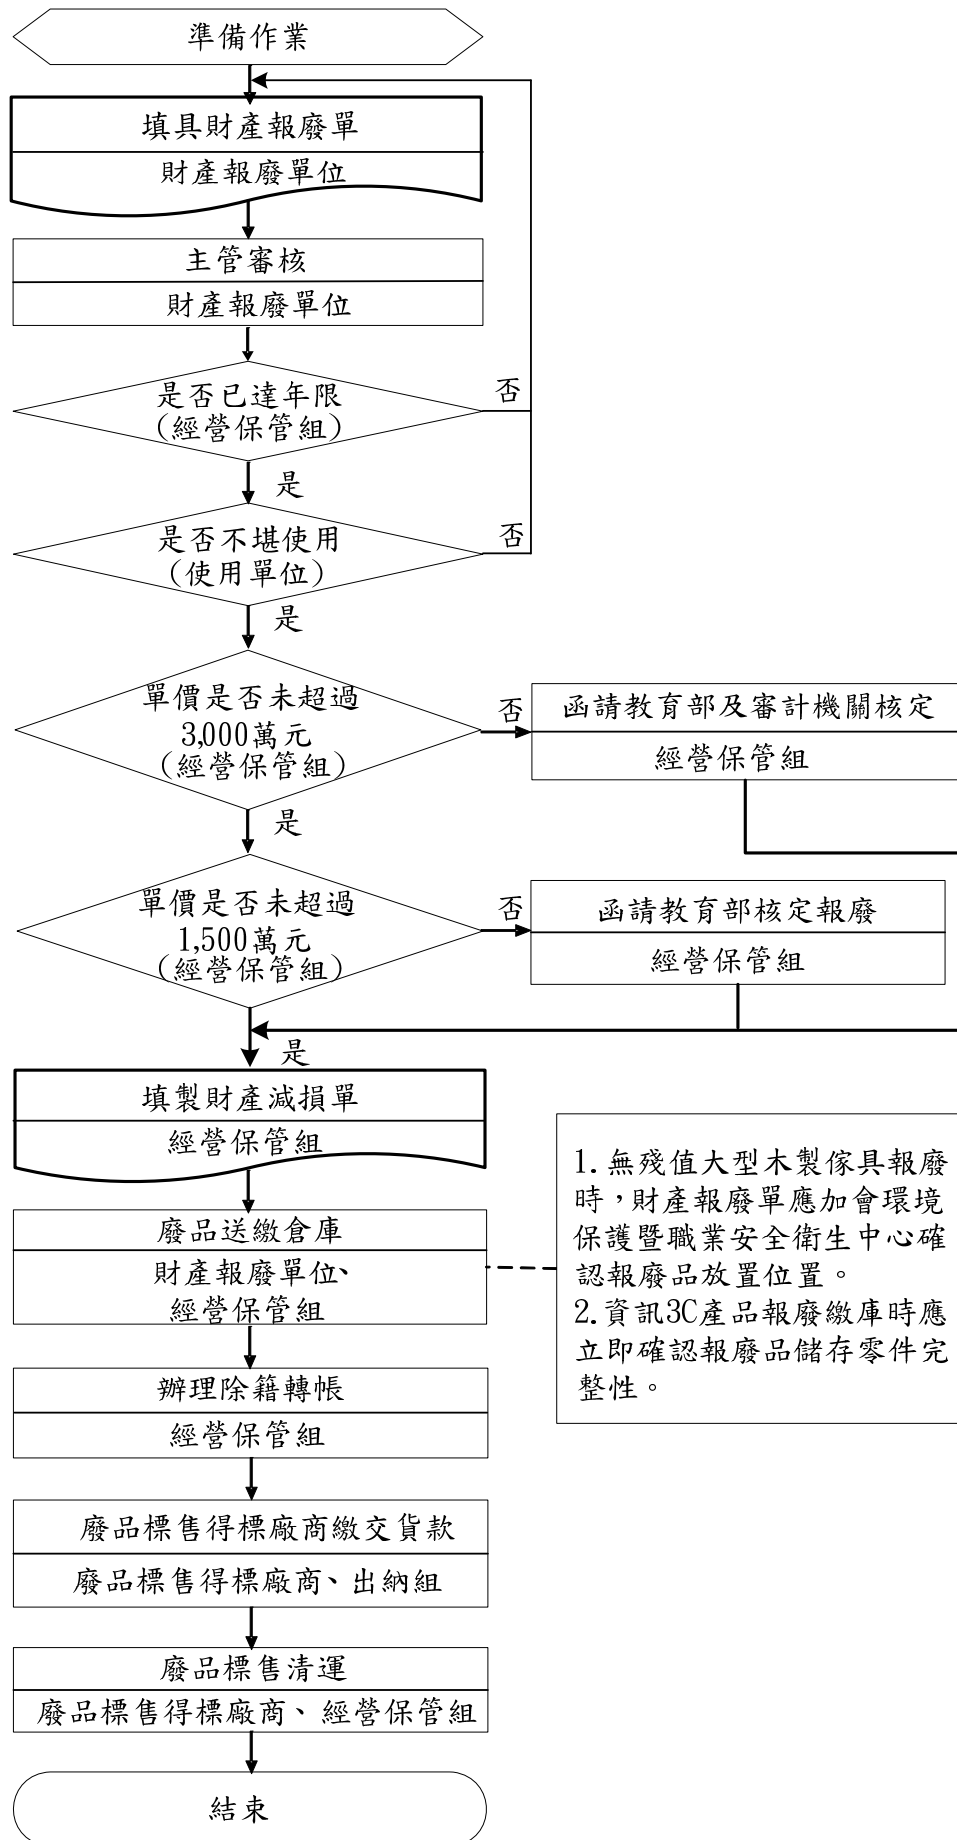 準備作業
填具財產報廢單
財產報廢單位
主管審核
財產報廢單位
是否已達年限
(經營保管組)
否
是
是否不堪使用
(使用單位)
否
是
單價是否未超過
3,000萬元
(經營保管組)
否
函請教育部及審計機關核定
經營保管組
是
單價是否未超過
1,500萬元
(經營保管組)
否
函請教育部核定報廢
經營保管組
是
填製財產減損單
經營保管組
廢品送繳倉庫
財產報廢單位、
經營保管組
1.無殘值大型木製傢具報廢
時，財產報廢單應加會環境
保護暨職業安全衛生中心確
認報廢品放置位置。
2.資訊3C產品報廢繳庫時應
立即確認報廢品儲存零件完
整性。
辦理除籍轉帳
經營保管組
廢品標售得標廠商繳交貨款
廢品標售得標廠商、出納組
廢品標售清運
廢品標售得標廠商、經營保管組
結束